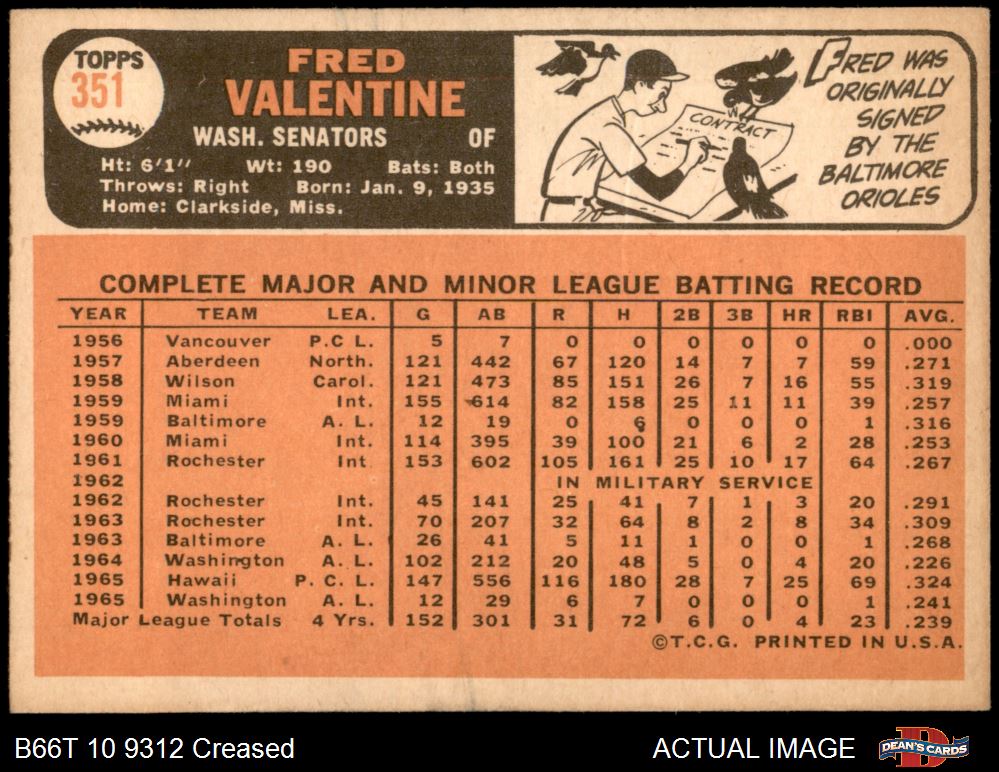 TOPPS
351
FRED
VALENTINE
WASH. SENATORS OF
Ht: 6'1" Wt: 190 Bats: Both
Throws: Right Born: Jan. 9, 1935
Home: Clarkside, Miss.
CONTRACT
FRED WAS
ORIGINALLY
SIGNED
BY THE
BALTIMORE
ORIOLES
COMPLETE MAJOR AND MINOR LEAGUE BATTING RECORD
YEAR TEAM LEA. G AB R H 2B 3B HR RBI AVG.
1956 Vancouver P.C L. 5 7 0 0 0 0 0 0 .000
1957 Aberdeen North. 121 442 67 120 14 7 7 59 .271
1958 Wilson Carol. 121 473 85 151 26 7 16 55 .319
1959 Miami Int. 155 614 82 158 25 11 11 39 .257
1959 Baltimore A. L. 12 19 0 6 0 0 0 1 .316
1960 Miami Int. 114 395 39 100 21 6 2 28 .253
1961 Rochester Int. 153 602 105 161 25 10 17 64 .267
1962 IN MILITARY SERVICE
1962 Rochester Int. 45 141 25 41 7 1 3 20 .291
1963 Rochester Int. 70 207 32 64 8 2 8 34 .309
1963 Baltimore A. L. 26 41 5 11 1 0 0 1 .268
1964 Washington A. L. 102 212 20 48 5 0 4 20 .226
1965 Hawaii P. C. L. 147 556 116 180 28 7 25 69 .324
1965 Washington A. L. 12 29 6 7 0 0 0 1 .241
Major League Totals 4 Yrs. 152 301 31 72 6 0 4 23 .239
©T.C.G. PRINTED IN U.S.A.
B66T 10 9312 Creased ACTUAL IMAGE DEAN'S CARDS